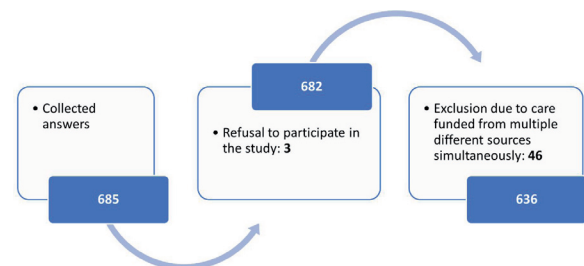 • Collected
answers
685
682
• Refusal to participate in
the study: 3
• Exclusion due to care
funded from multiple
different sources
simultaneously: 46
636